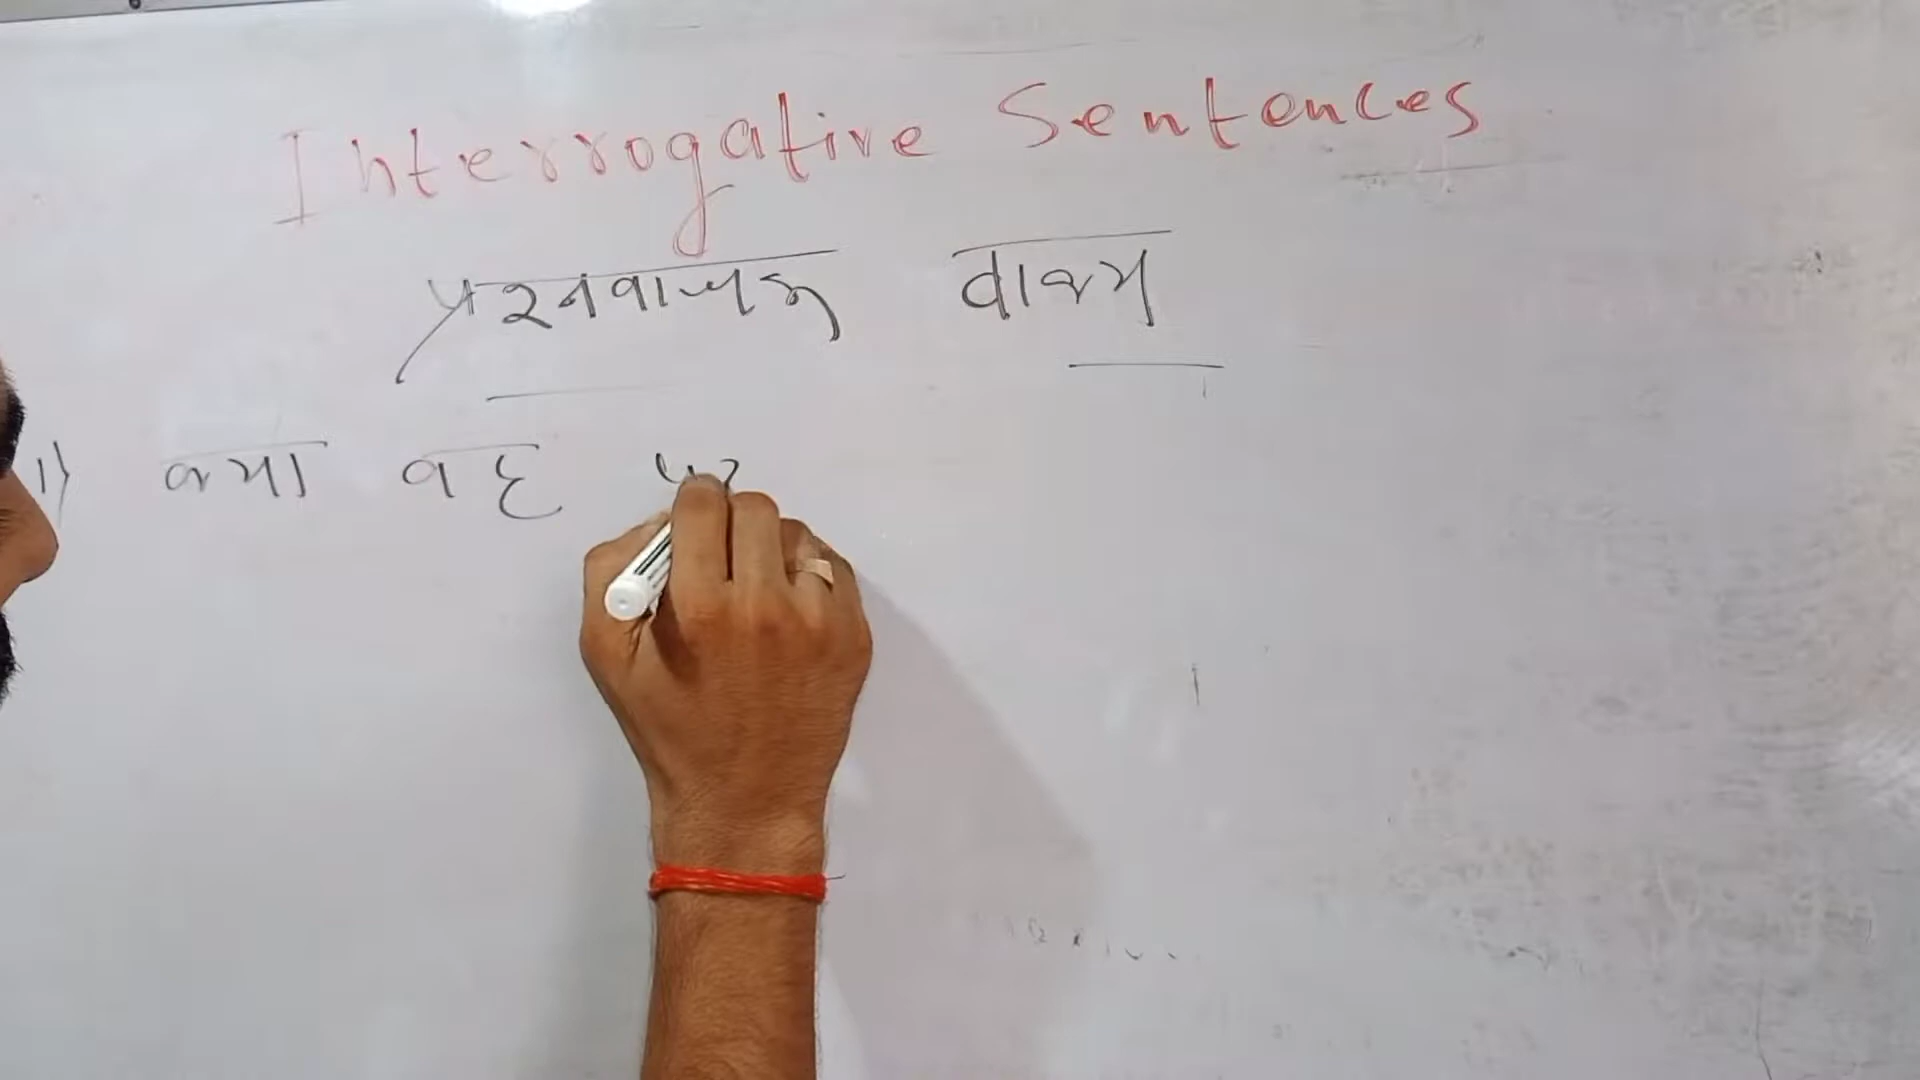 Interrogative Sentences
प्रश्नवाचक वाक्य
1) क्या वह